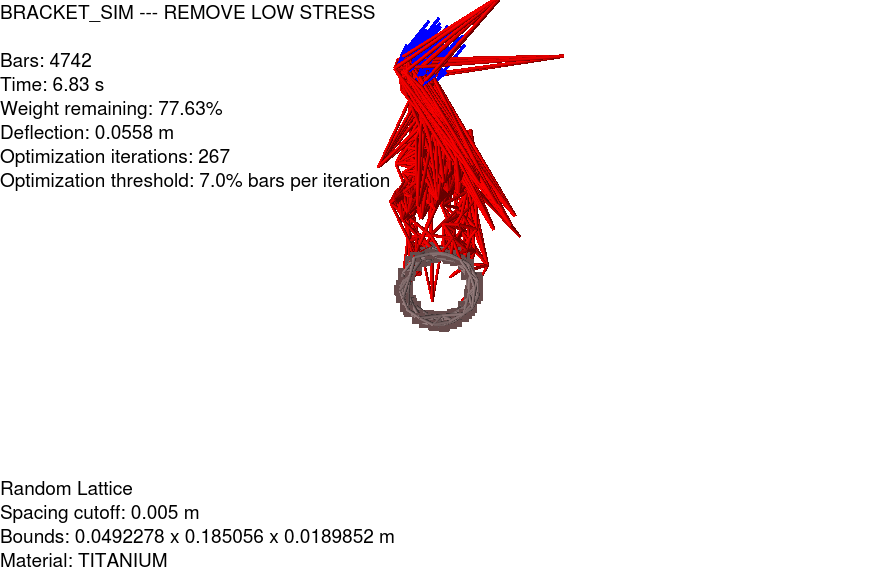 BRACKET_SIM --- REMOVE LOW STRESS
Bars: 4742
Time: 6.83 s
Weight remaining: 77.63%
Deflection: 0.0558 m
Optimization iterations: 267
Optimization threshold: 7.0% bars per iteration
Random Lattice
Spacing cutoff: 0.005 m
Bounds: 0.0492278 x 0.185056 x 0.0189852 m
Material: TITANIUM